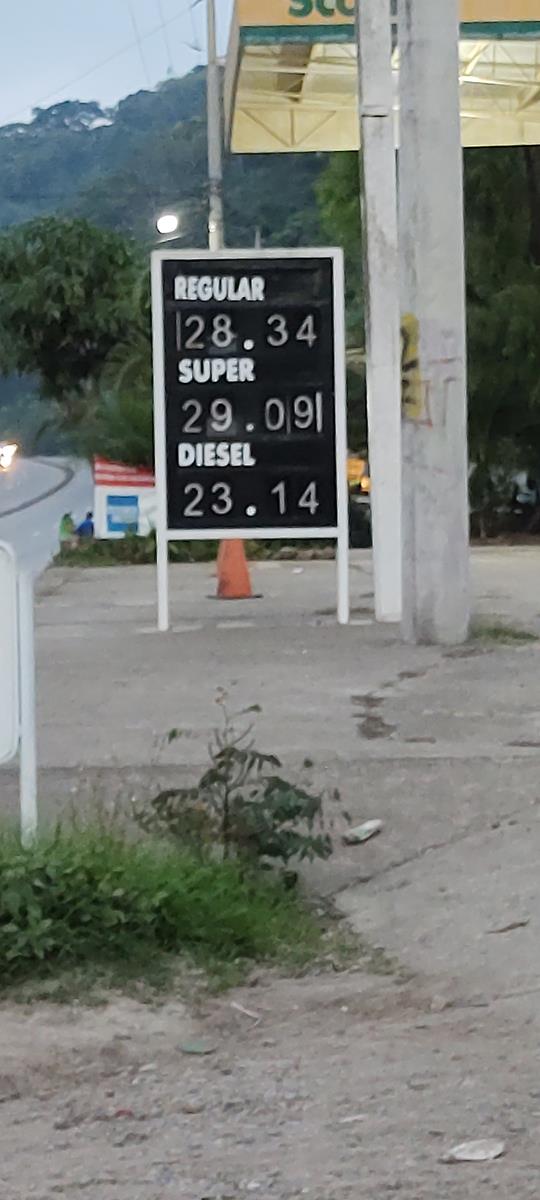 REGULAR
28.34
SUPER
29.09
DIESEL
23.14